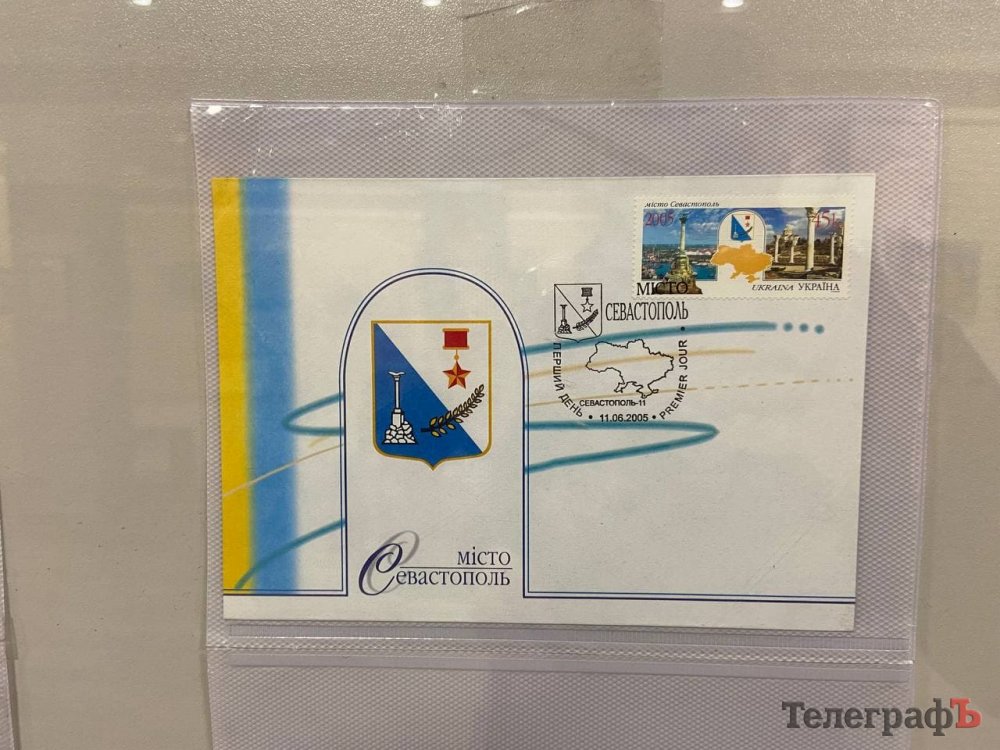 місто Севастополь
2005 45к
UKRAINA УКРАЇНА
МІСТО
СЕВАСТОПОЛЬ
ПЕРШИЙ ДЕНЬ • PREMIER JOUR •
СЕВАСТОПОЛЬ-11
• 11.06.2005 •
МІСТО
СЕВАСТОПОЛЬ
ТелеграфЪ